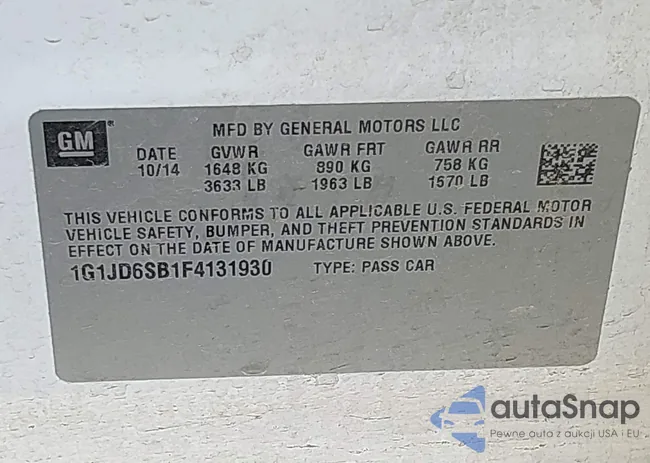 GM
MFD BY GENERAL MOTORS LLC
DATE GVWR GAWR FRT GAWR RR
10/14 1648 KG 890 KG 758 KG
3633 LB 1963 LB 1670 LB
THIS VEHICLE CONFORMS TO ALL APPLICABLE U.S. FEDERAL MOTOR
VEHICLE SAFETY, BUMPER, AND THEFT PREVENTION STANDARDS IN
EFFECT ON THE DATE OF MANUFACTURE SHOWN ABOVE.
1G1JD6SB1F4131930 TYPE: PASS CAR
autaSnap
Pewne auta z aukcji USA i EU